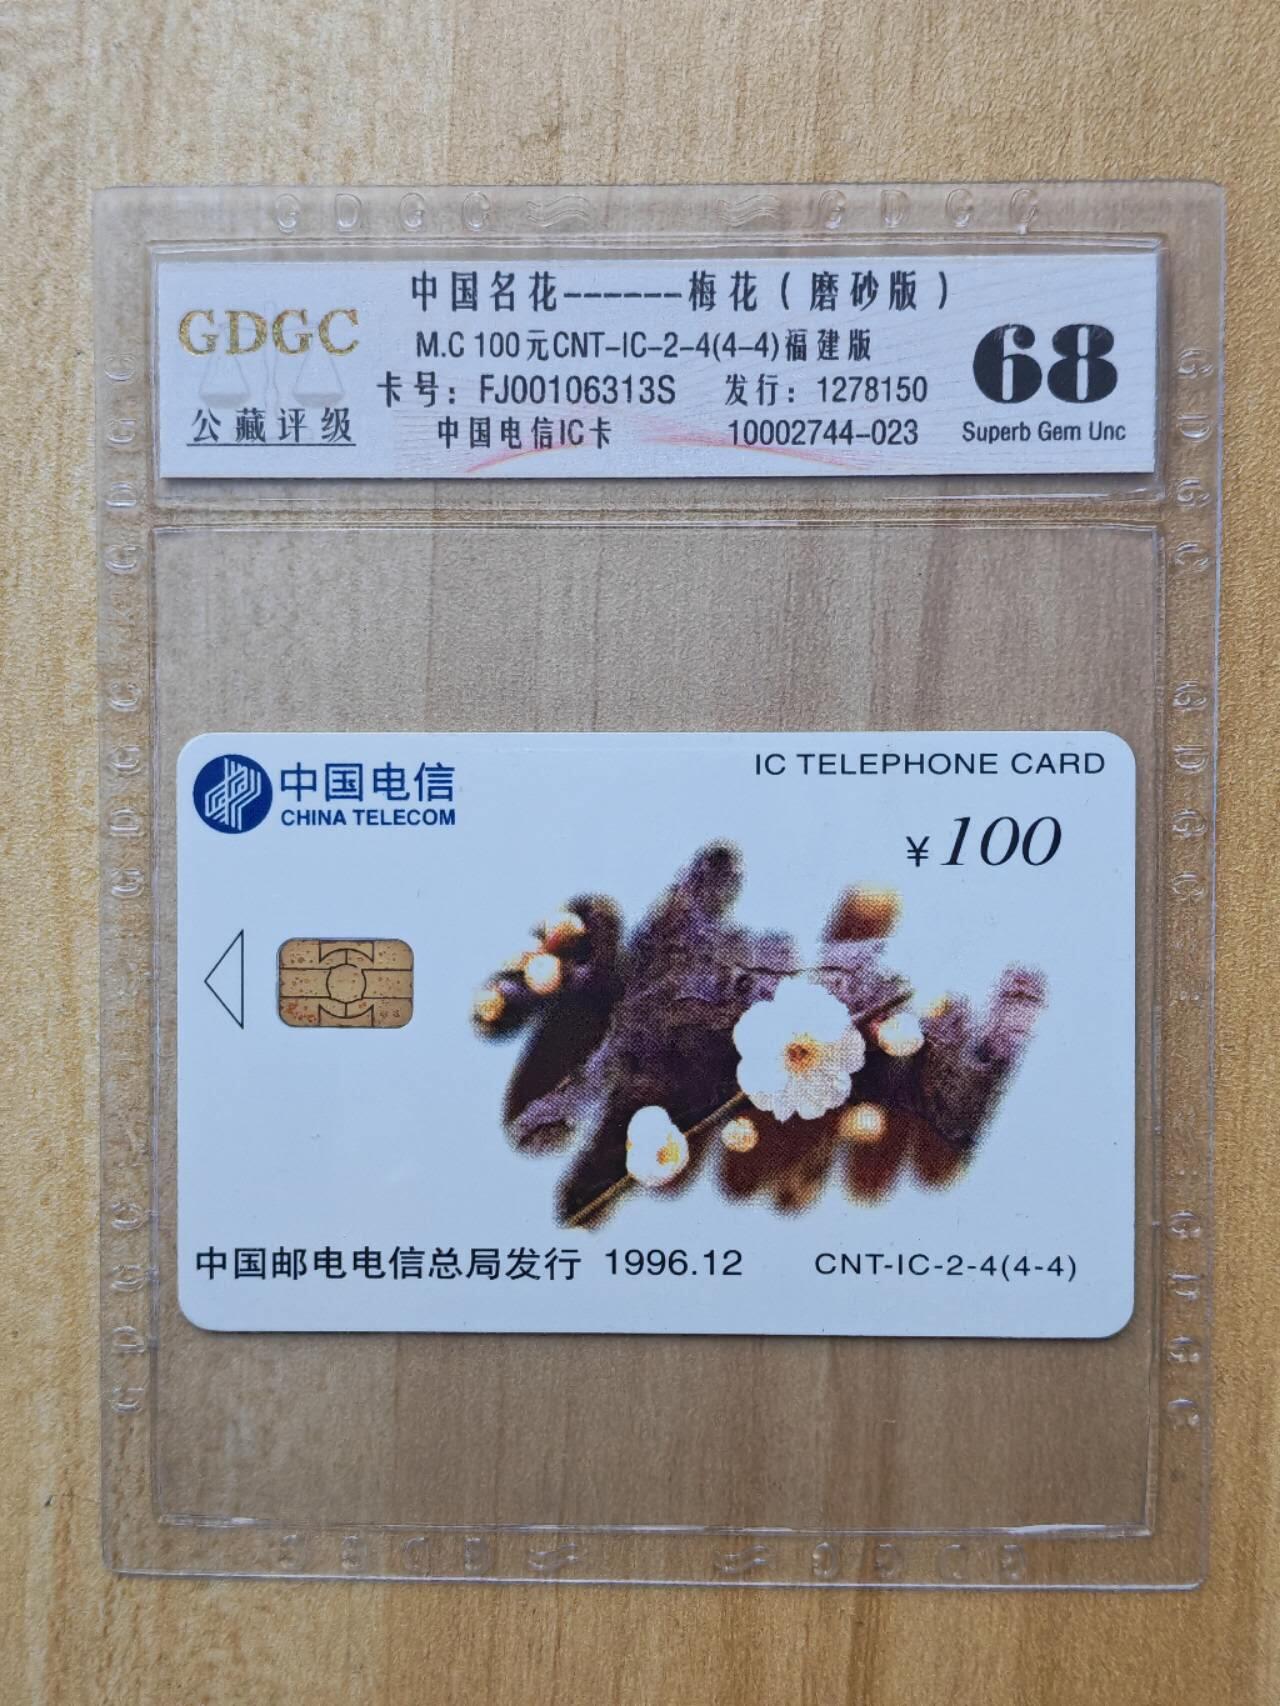 中国名花------梅花（磨砂版）
GDGC
M.C 100元CNT-IC-2-4(4-4)福建版
68
卡号：FJ00106313S 发行：1278150
公藏评级
中国电信IC卡 10002744-023
Superb Gem Unc
中国电信
CHINA TELECOM
IC TELEPHONE CARD
¥100
中国邮电电信总局发行 1996.12 CNT-IC-2-4(4-4)